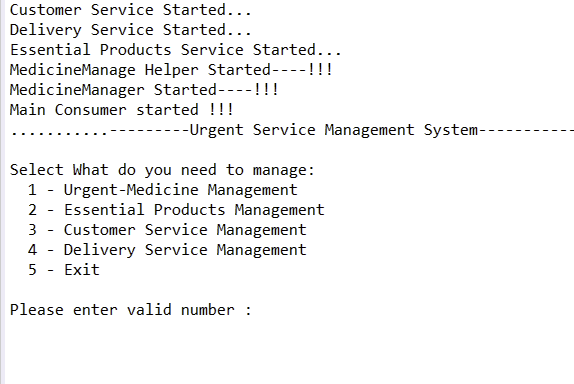 Customer Service Started...
Delivery Service Started...
Essential Products Service Started...
MedicineManage Helper Started----!!!
MedicineManager Started----!!!
Main Consumer started !!!
...........---------Urgent Service Management System-----------
Select What do you need to manage:
1 - Urgent-Medicine Management
2 - Essential Products Management
3 - Customer Service Management
4 - Delivery Service Management
5 - Exit
Please enter valid number :